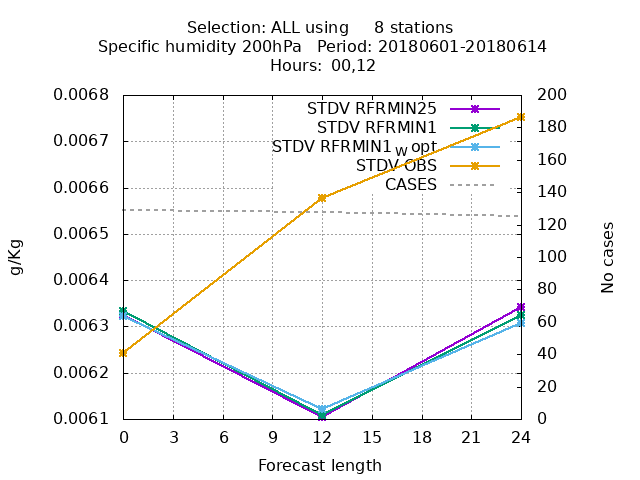 Selection: ALL using     8 stations
Specific humidity 200hPa   Period: 20180601-20180614
Hours:  00,12
0.0068
0.0067
0.0066
0.0065
0.0064
0.0063
0.0062
0.0061
g/Kg
STDV RFRMIN25
STDV RFRMIN1
STDV RFRMIN1wopt
STDV OBS
CASES
200
180
160
140
120
100
80
60
40
20
0
No cases
0 3 6 9 12 15 18 21 24
Forecast length